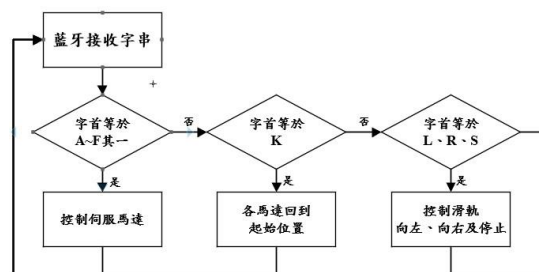 藍牙接收字串
字首等於
A~F其一
否
字首等於
K
否
字首等於
L、R、S
是
是
是
控制伺服馬達
各馬達回到
起始位置
控制滑軌
向左、向右及停止